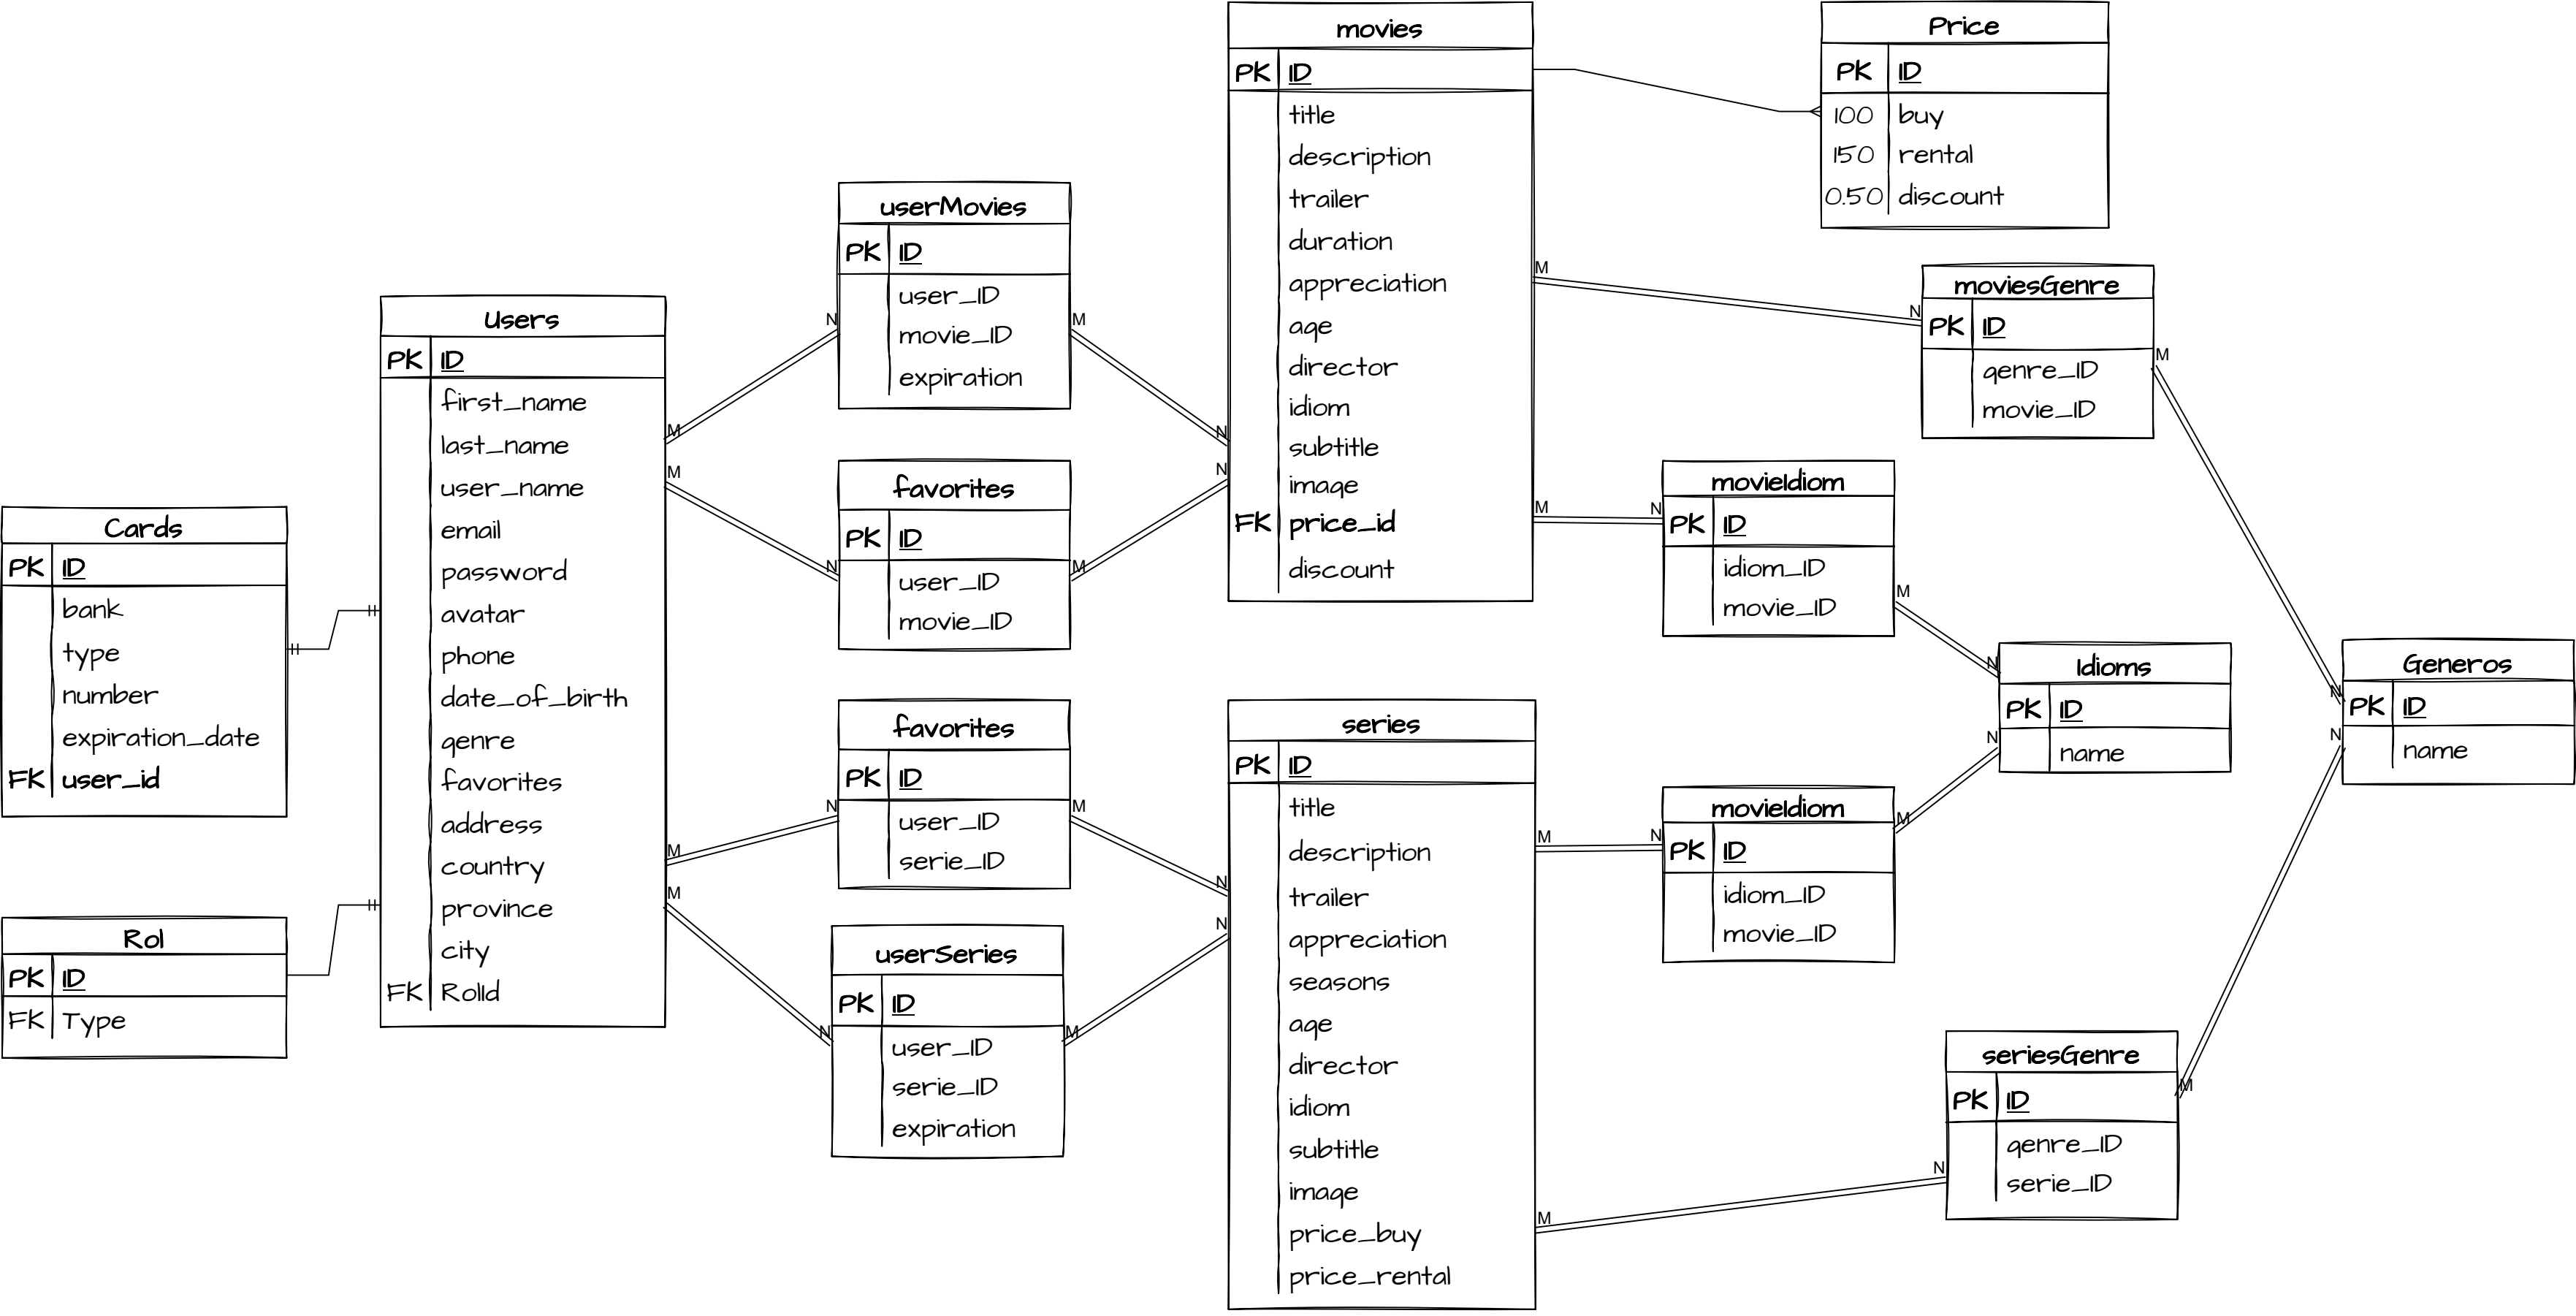 Cards
PK ID
bank
type
number
expiration_date
FK user_id
Rol
PK ID
FK Type
Users
PK ID
first_name
last_name
user_name
email
password
avatar
phone
date_of_birth
genre
favorites
address
country
province
city
FK RolId
M
M
M
M
userMovies
PK ID
user_ID
movie_ID
expiration
N
M
favorites
PK ID
user_ID
movie_ID
N
M
favorites
PK ID
user_ID
serie_ID
N
M
userSeries
PK ID
user_ID
serie_ID
expiration
N
M
movies
PK ID
title
description
trailer
duration
appreciation
age
director
idiom
subtitle
image
FK price_id
discount
N
N
M
M
series
PK ID
title
description
trailer
appreciation
seasons
age
director
idiom
subtitle
image
price_buy
price_rental
N
N
M
M
Price
PK ID
100 buy
150 rental
0.50 discount
moviesGenre
PK ID
genre_ID
movie_ID
N
M
movieIdiom
PK ID
idiom_ID
movie_ID
N
M
movieIdiom
PK ID
idiom_ID
movie_ID
N
M
Idioms
PK ID
name
N
N
seriesGenre
PK ID
genre_ID
serie_ID
N
M
Generos
PK ID
name
N
N